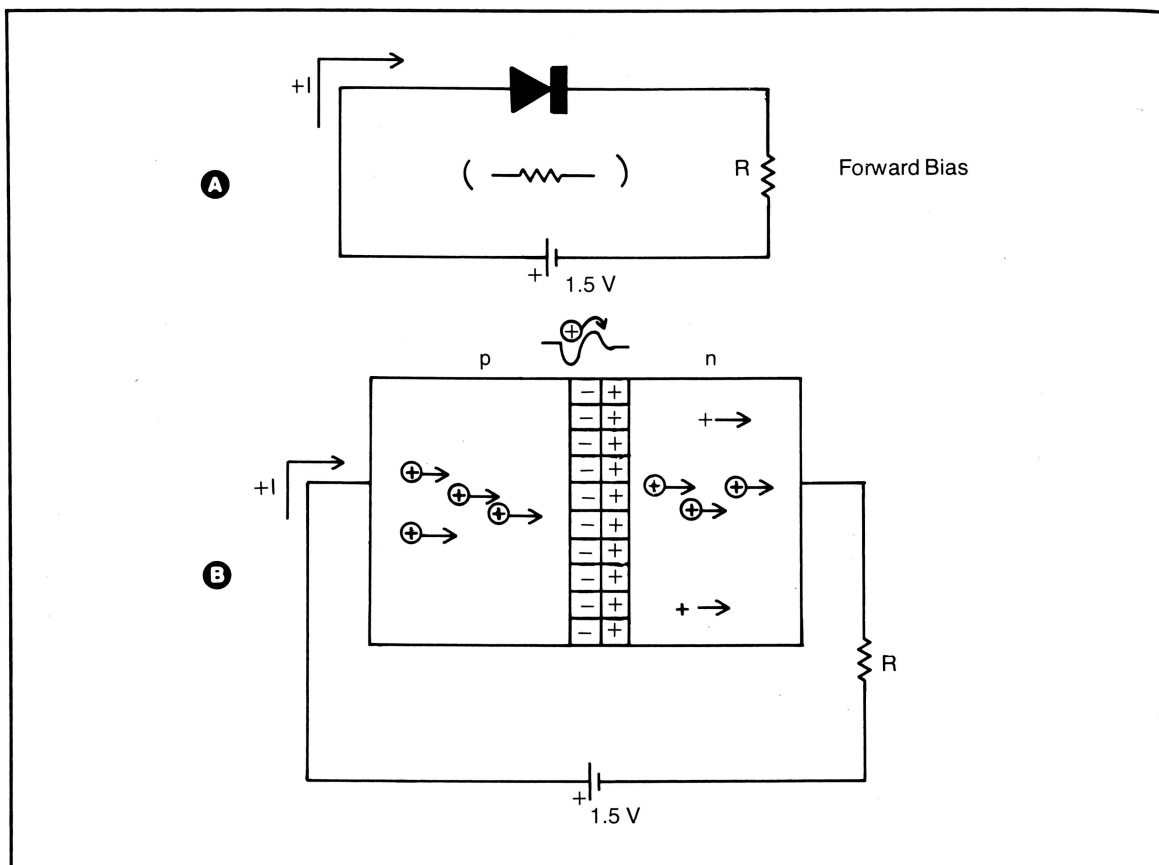 +I
A
R
Forward Bias
+
1.5 V
+
p
n
− +
− +
− +
− +
− +
− +
− +
− +
− +
− +
+
+ + + +
+ + +
+
+I
B
R
+
1.5 V